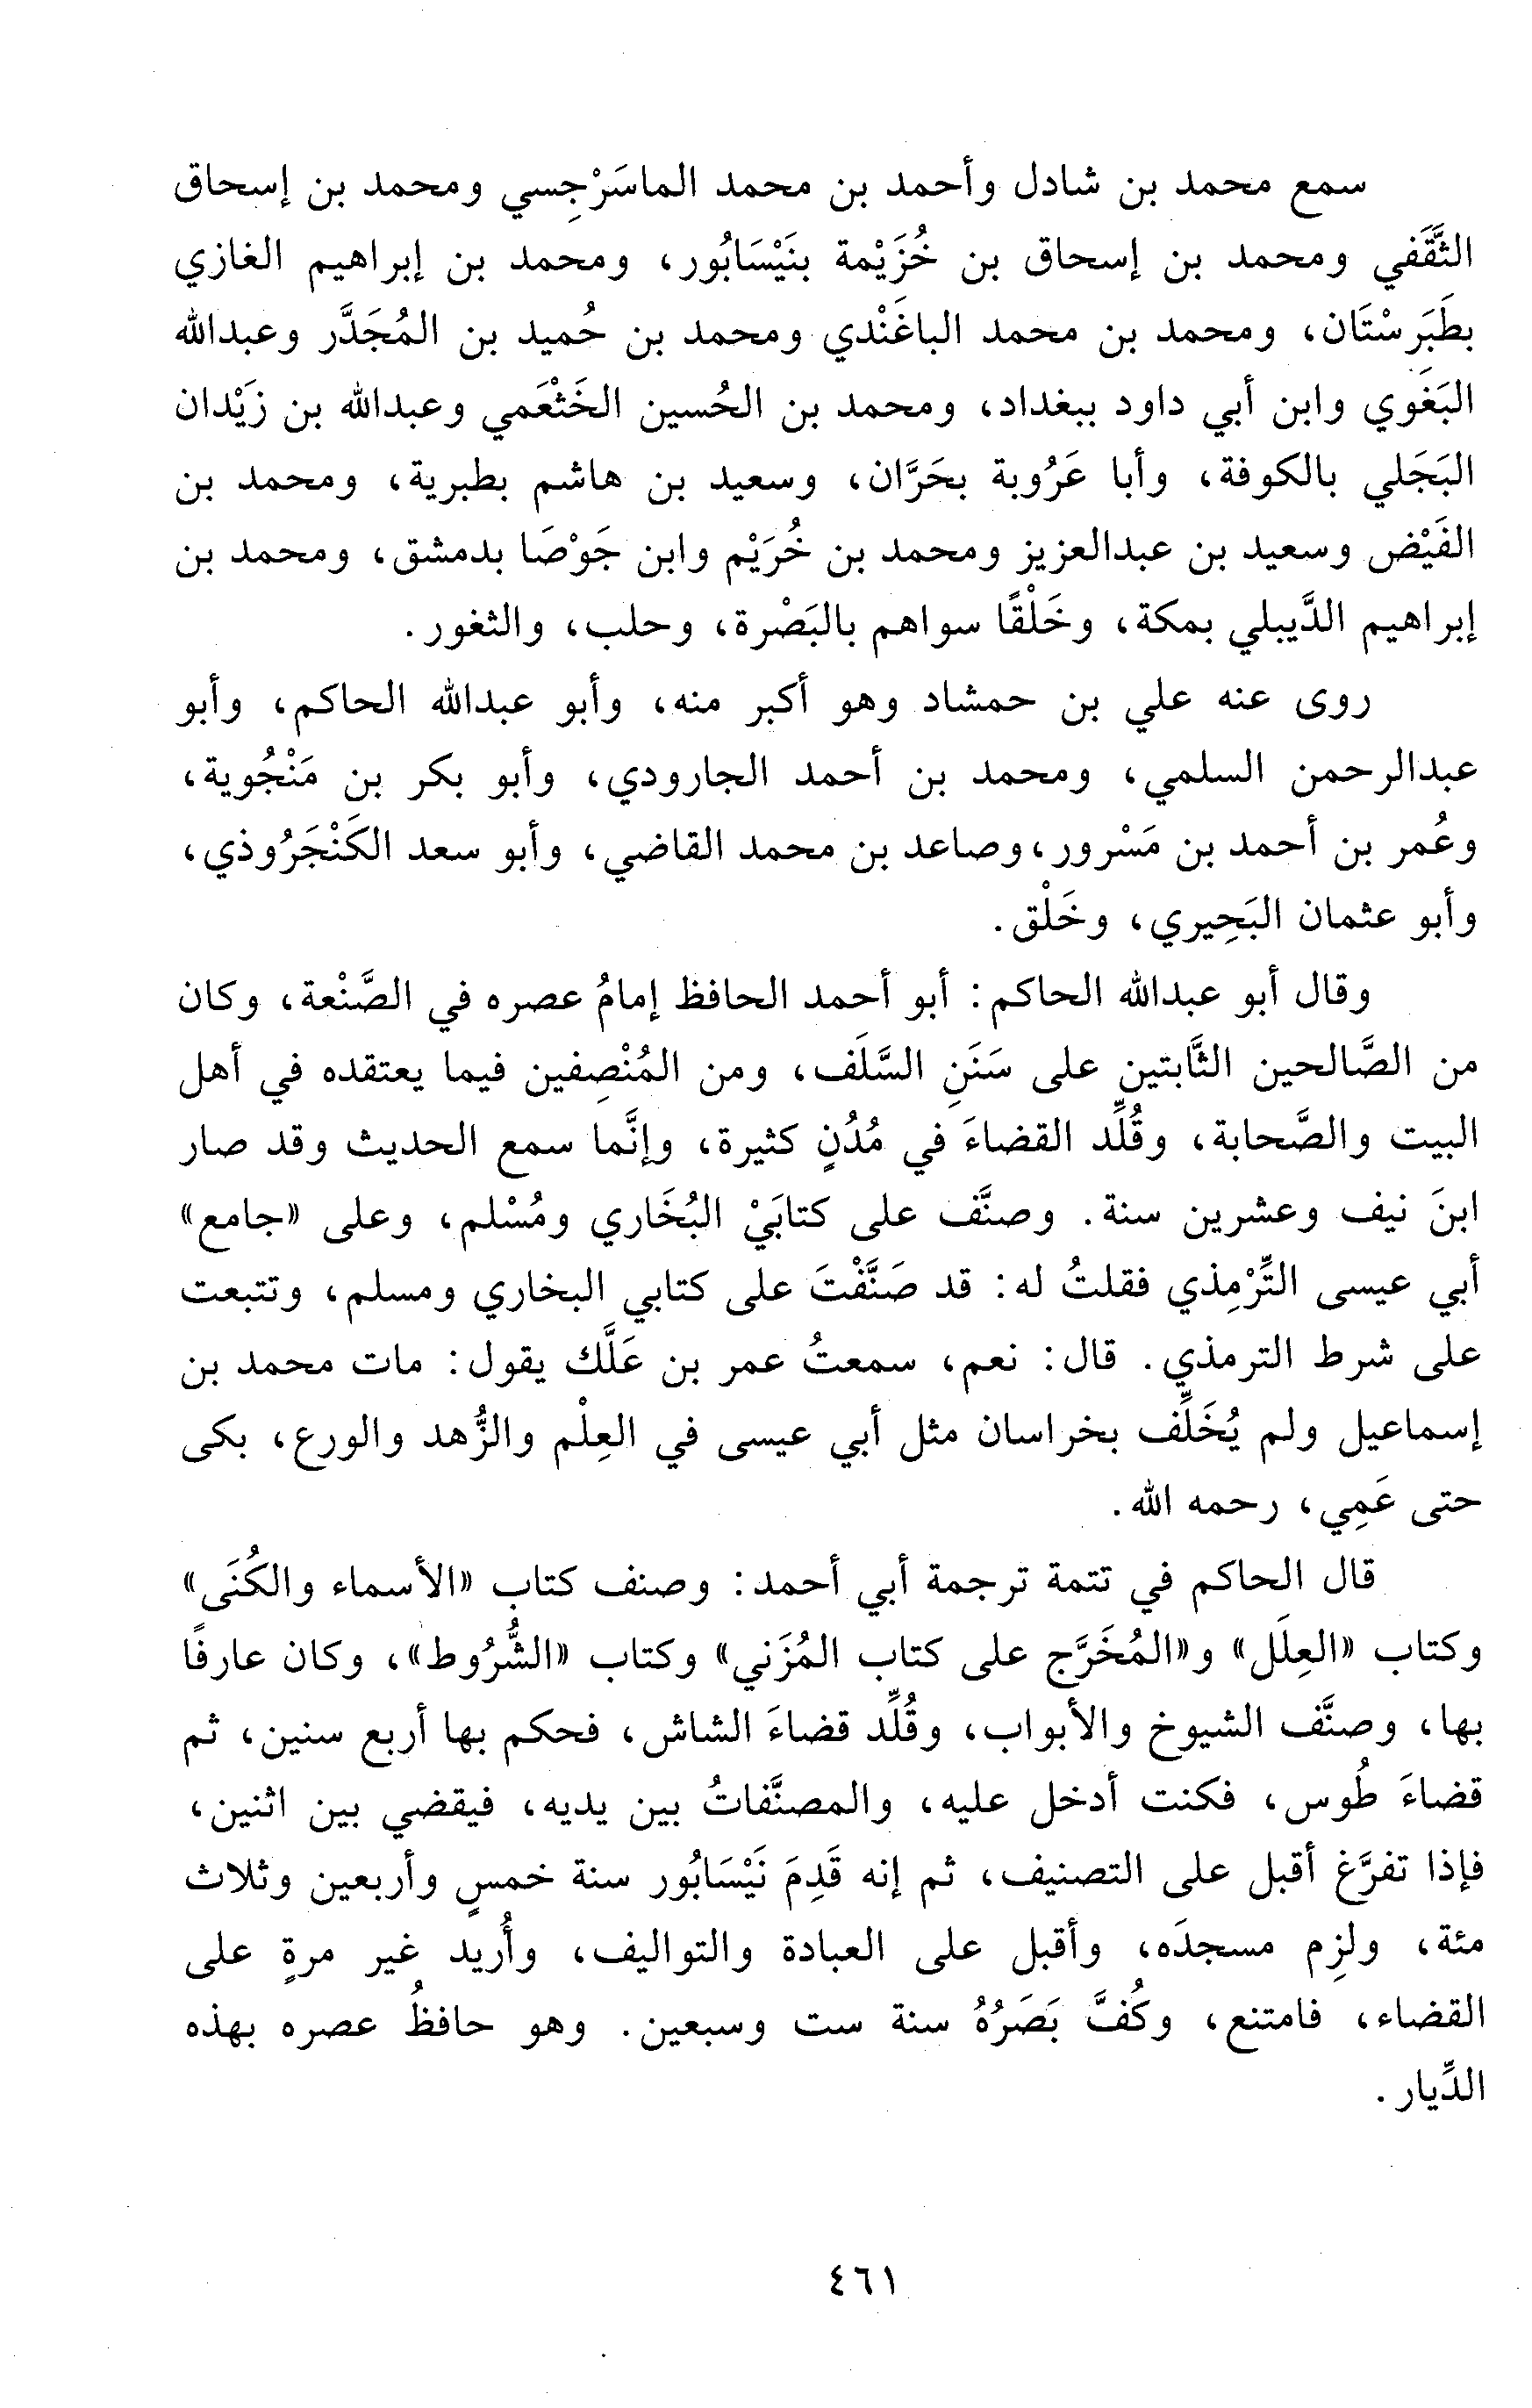 سمع محمد بن شادل وأحمد بن محمد الماسَرْجِسي ومحمد بن إسحاق
الثَّقَفي ومحمد بن إسحاق بن خُزَيْمة بنَيْسَابُور، ومحمد بن إبراهيم الغازي
بطَبَرِسْتَان، ومحمد بن محمد الباغَنْدي ومحمد بن حُميد بن المُجَدَّر وعبدالله
البَغَوي وابن أبي داود ببغداد، ومحمد بن الحُسين الخَثْعَمي وعبدالله بن زَيْدان
البَجَلي بالكوفة، وأبا عَرُوبة بحَرَّان، وسعيد بن هاشم بطبرية، ومحمد بن
الفَيْض وسعيد بن عبدالعزيز ومحمد بن خُرَيْم وابن جَوْصَا بدمشق، ومحمد بن
إبراهيم الدَّيبلي بمكة، وخَلْقًا سواهم بالبَصْرة، وحلب، والثغور.
روى عنه علي بن حمشاد وهو أكبر منه، وأبو عبدالله الحاكم، وأبو
عبدالرحمن السلمي، ومحمد بن أحمد الجارودي، وأبو بكر بن مَنْجُوية،
وعُمر بن أحمد بن مَسْرور، وصاعد بن محمد القاضي، وأبو سعد الكَنْجَرُوذي،
وأبو عثمان البَحِيري، وخَلْق.
وقال أبو عبدالله الحاكم: أبو أحمد الحافظ إمامُ عصره في الصَّنْعة، وكان
من الصَّالحين الثَّابتين على سَنَنِ السَّلَف، ومن المُنْصِفين فيما يعتقده في أهل
البيت والصَّحابة، وقُلِّد القضاءَ في مُدُنٍ كثيرة، وإنَّما سمع الحديث وقد صار
ابنَ نيف وعشرين سنة. وصنَّف على كتابَيْ البُخَاري ومُسْلم، وعلى «جامع»
أبي عيسى التِّرْمِذي فقلتُ له: قد صَنَّفْتَ على كتابي البخاري ومسلم، وتتبعت
على شرط الترمذي. قال: نعم، سمعتُ عمر بن عَلَّك يقول: مات محمد بن
إسماعيل ولم يُخَلِّف بخراسان مثل أبي عيسى في العِلْم والزُّهد والورع، بكى
حتى عَمِي، رحمه الله.
قال الحاكم في تتمة ترجمة أبي أحمد: وصنف كتاب «الأسماء والكُنَى»
وكتاب «العِلَل» و«المُخَرَّج على كتاب المُزَني» وكتاب «الشُّرُوط»، وكان عارفًا
بها، وصنَّف الشيوخ والأبواب، وقُلِّد قضاءَ الشاش، فحكم بها أربع سنين، ثم
قضاءَ طُوس، فكنت أدخل عليه، والمصنَّفاتُ بين يديه، فيقضي بين اثنين،
فإذا تفرَّغ أقبل على التصنيف، ثم إنه قَدِمَ نَيْسَابُور سنة خمسٍ وأربعين وثلاث
مئة، ولزِم مسجدَه، وأقبل على العبادة والتواليف، وأُريد غير مرةٍ على
القضاء، فامتنع، وكُفَّ بَصَرُهُ سنة ست وسبعين. وهو حافظُ عصره بهذه
الدِّيار.
٤٦١